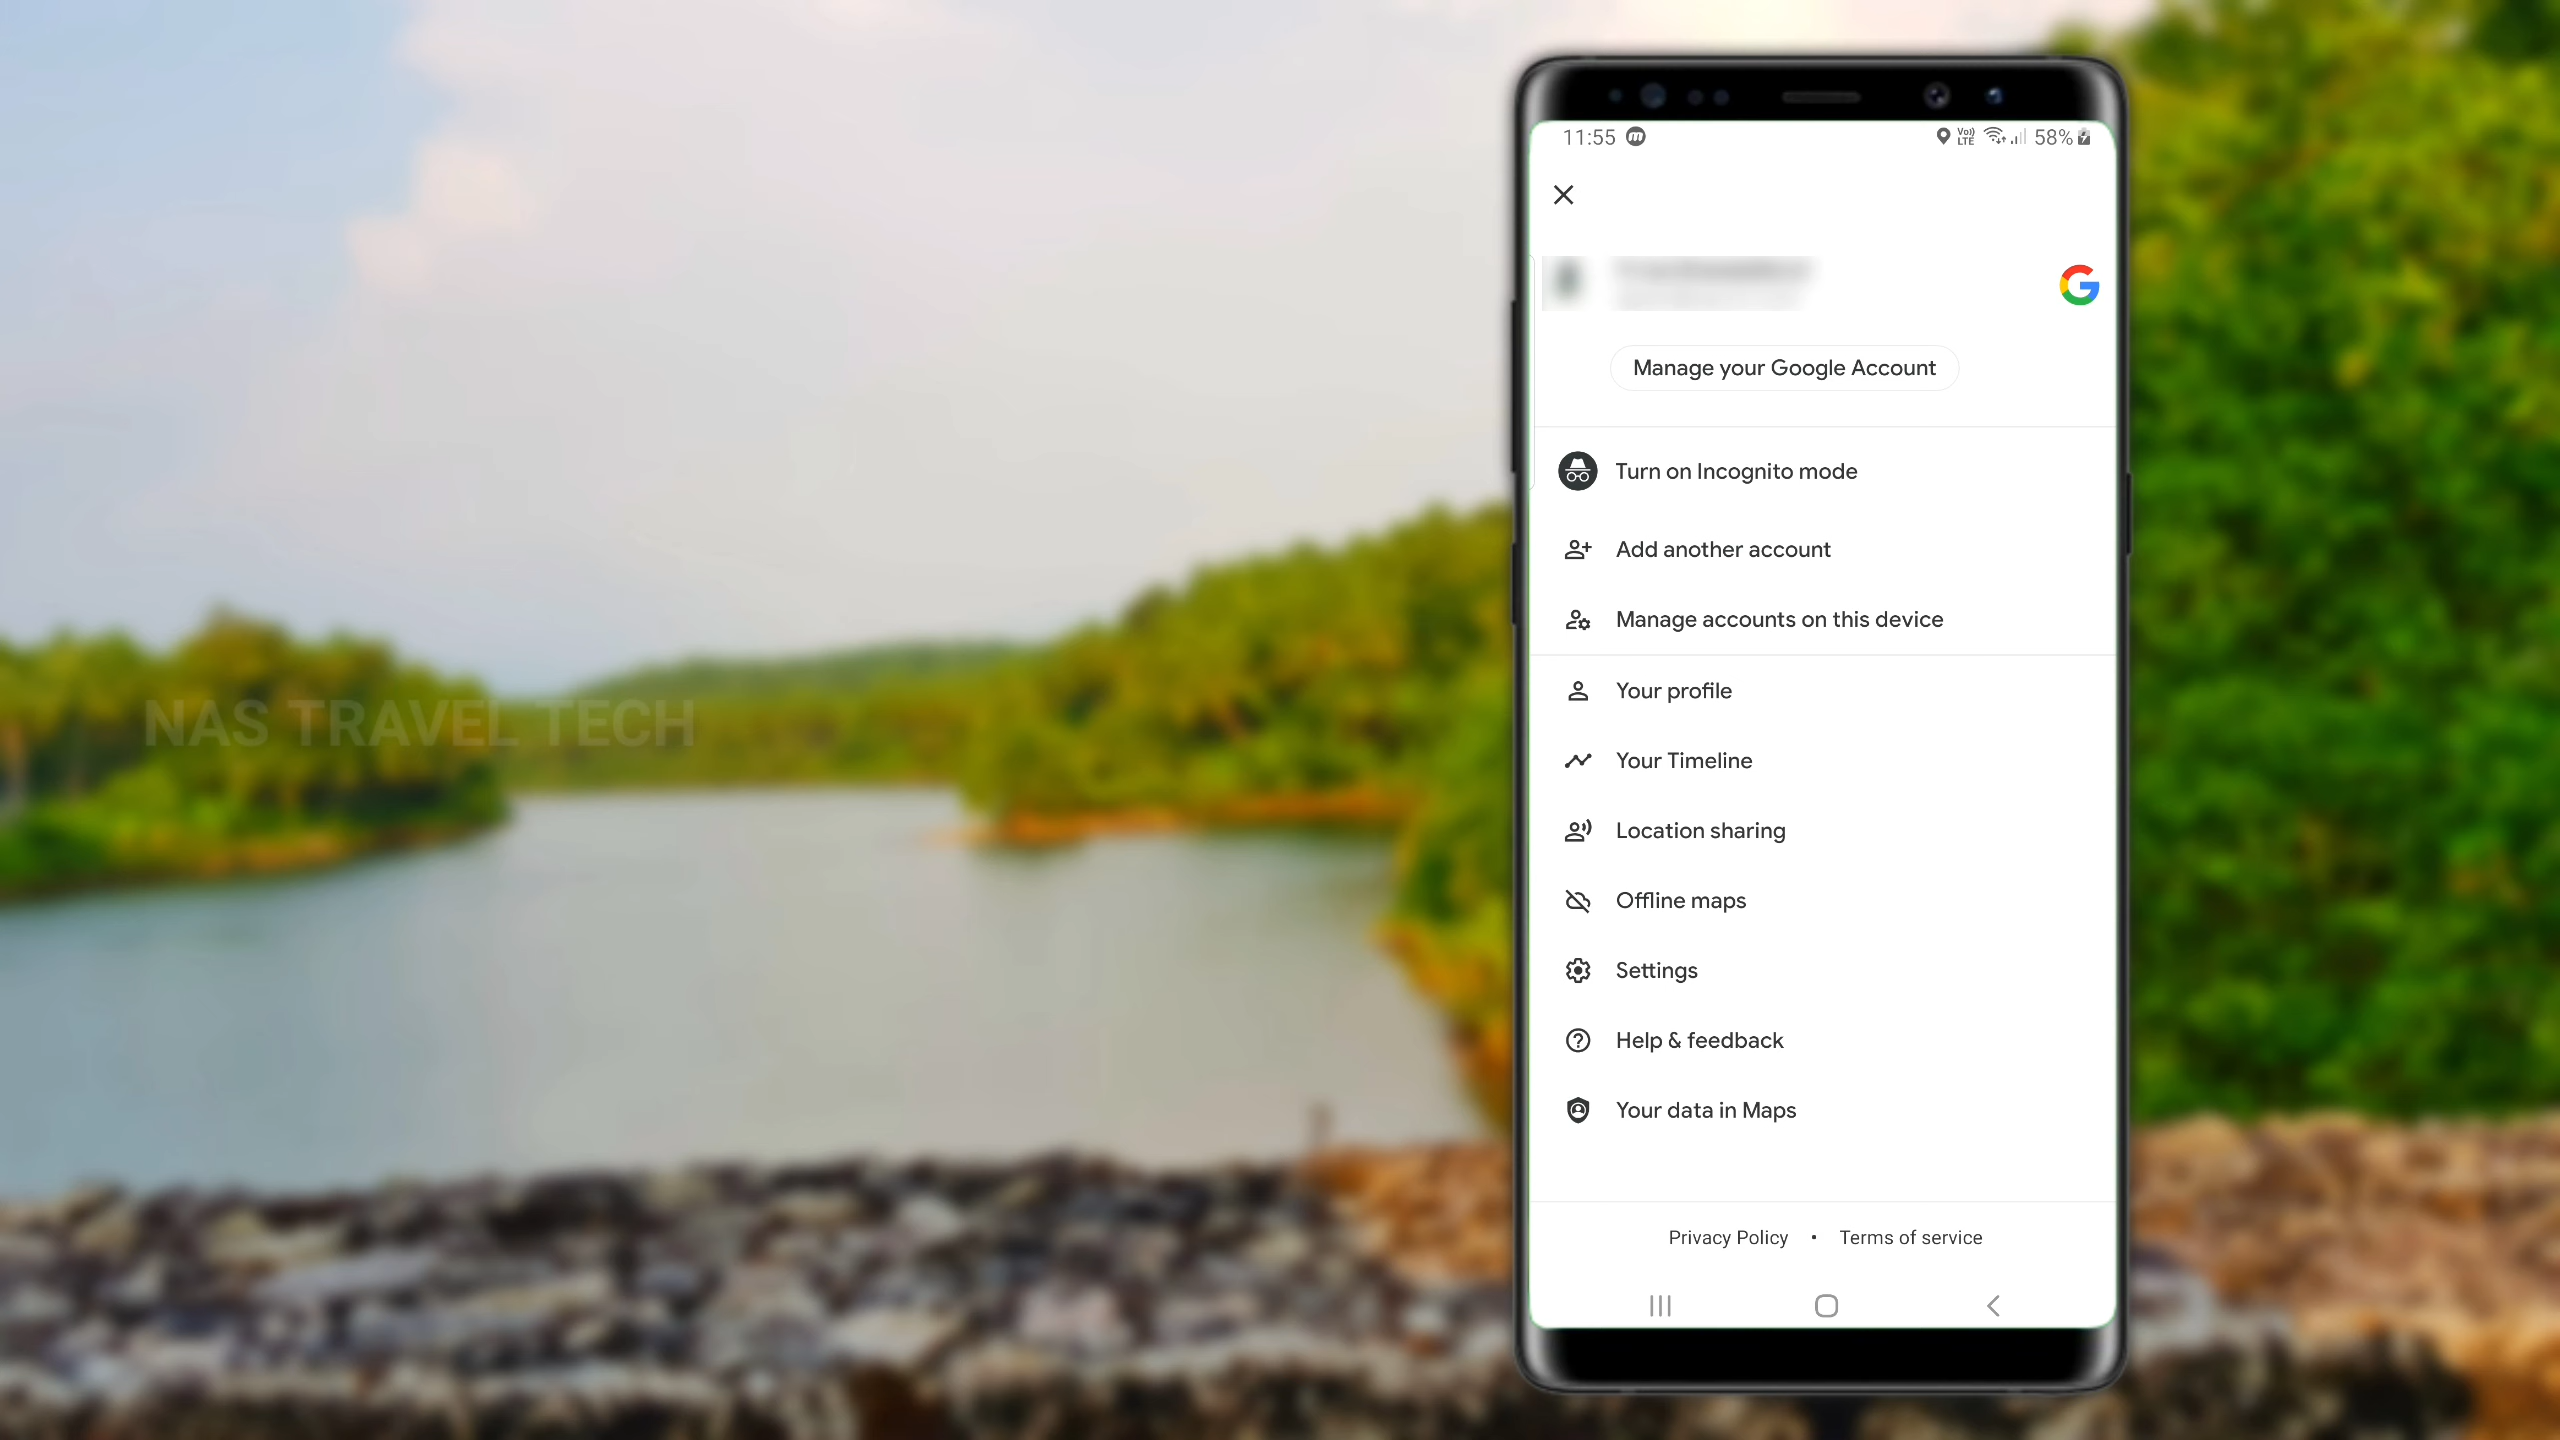 11:55
58%
Manage your Google Account
Turn on Incognito mode
Add another account
Manage accounts on this device
Your profile
Your Timeline
Location sharing
Offline maps
Settings
Help & feedback
Your data in Maps
Privacy Policy • Terms of service
NAS TRAVEL TECH